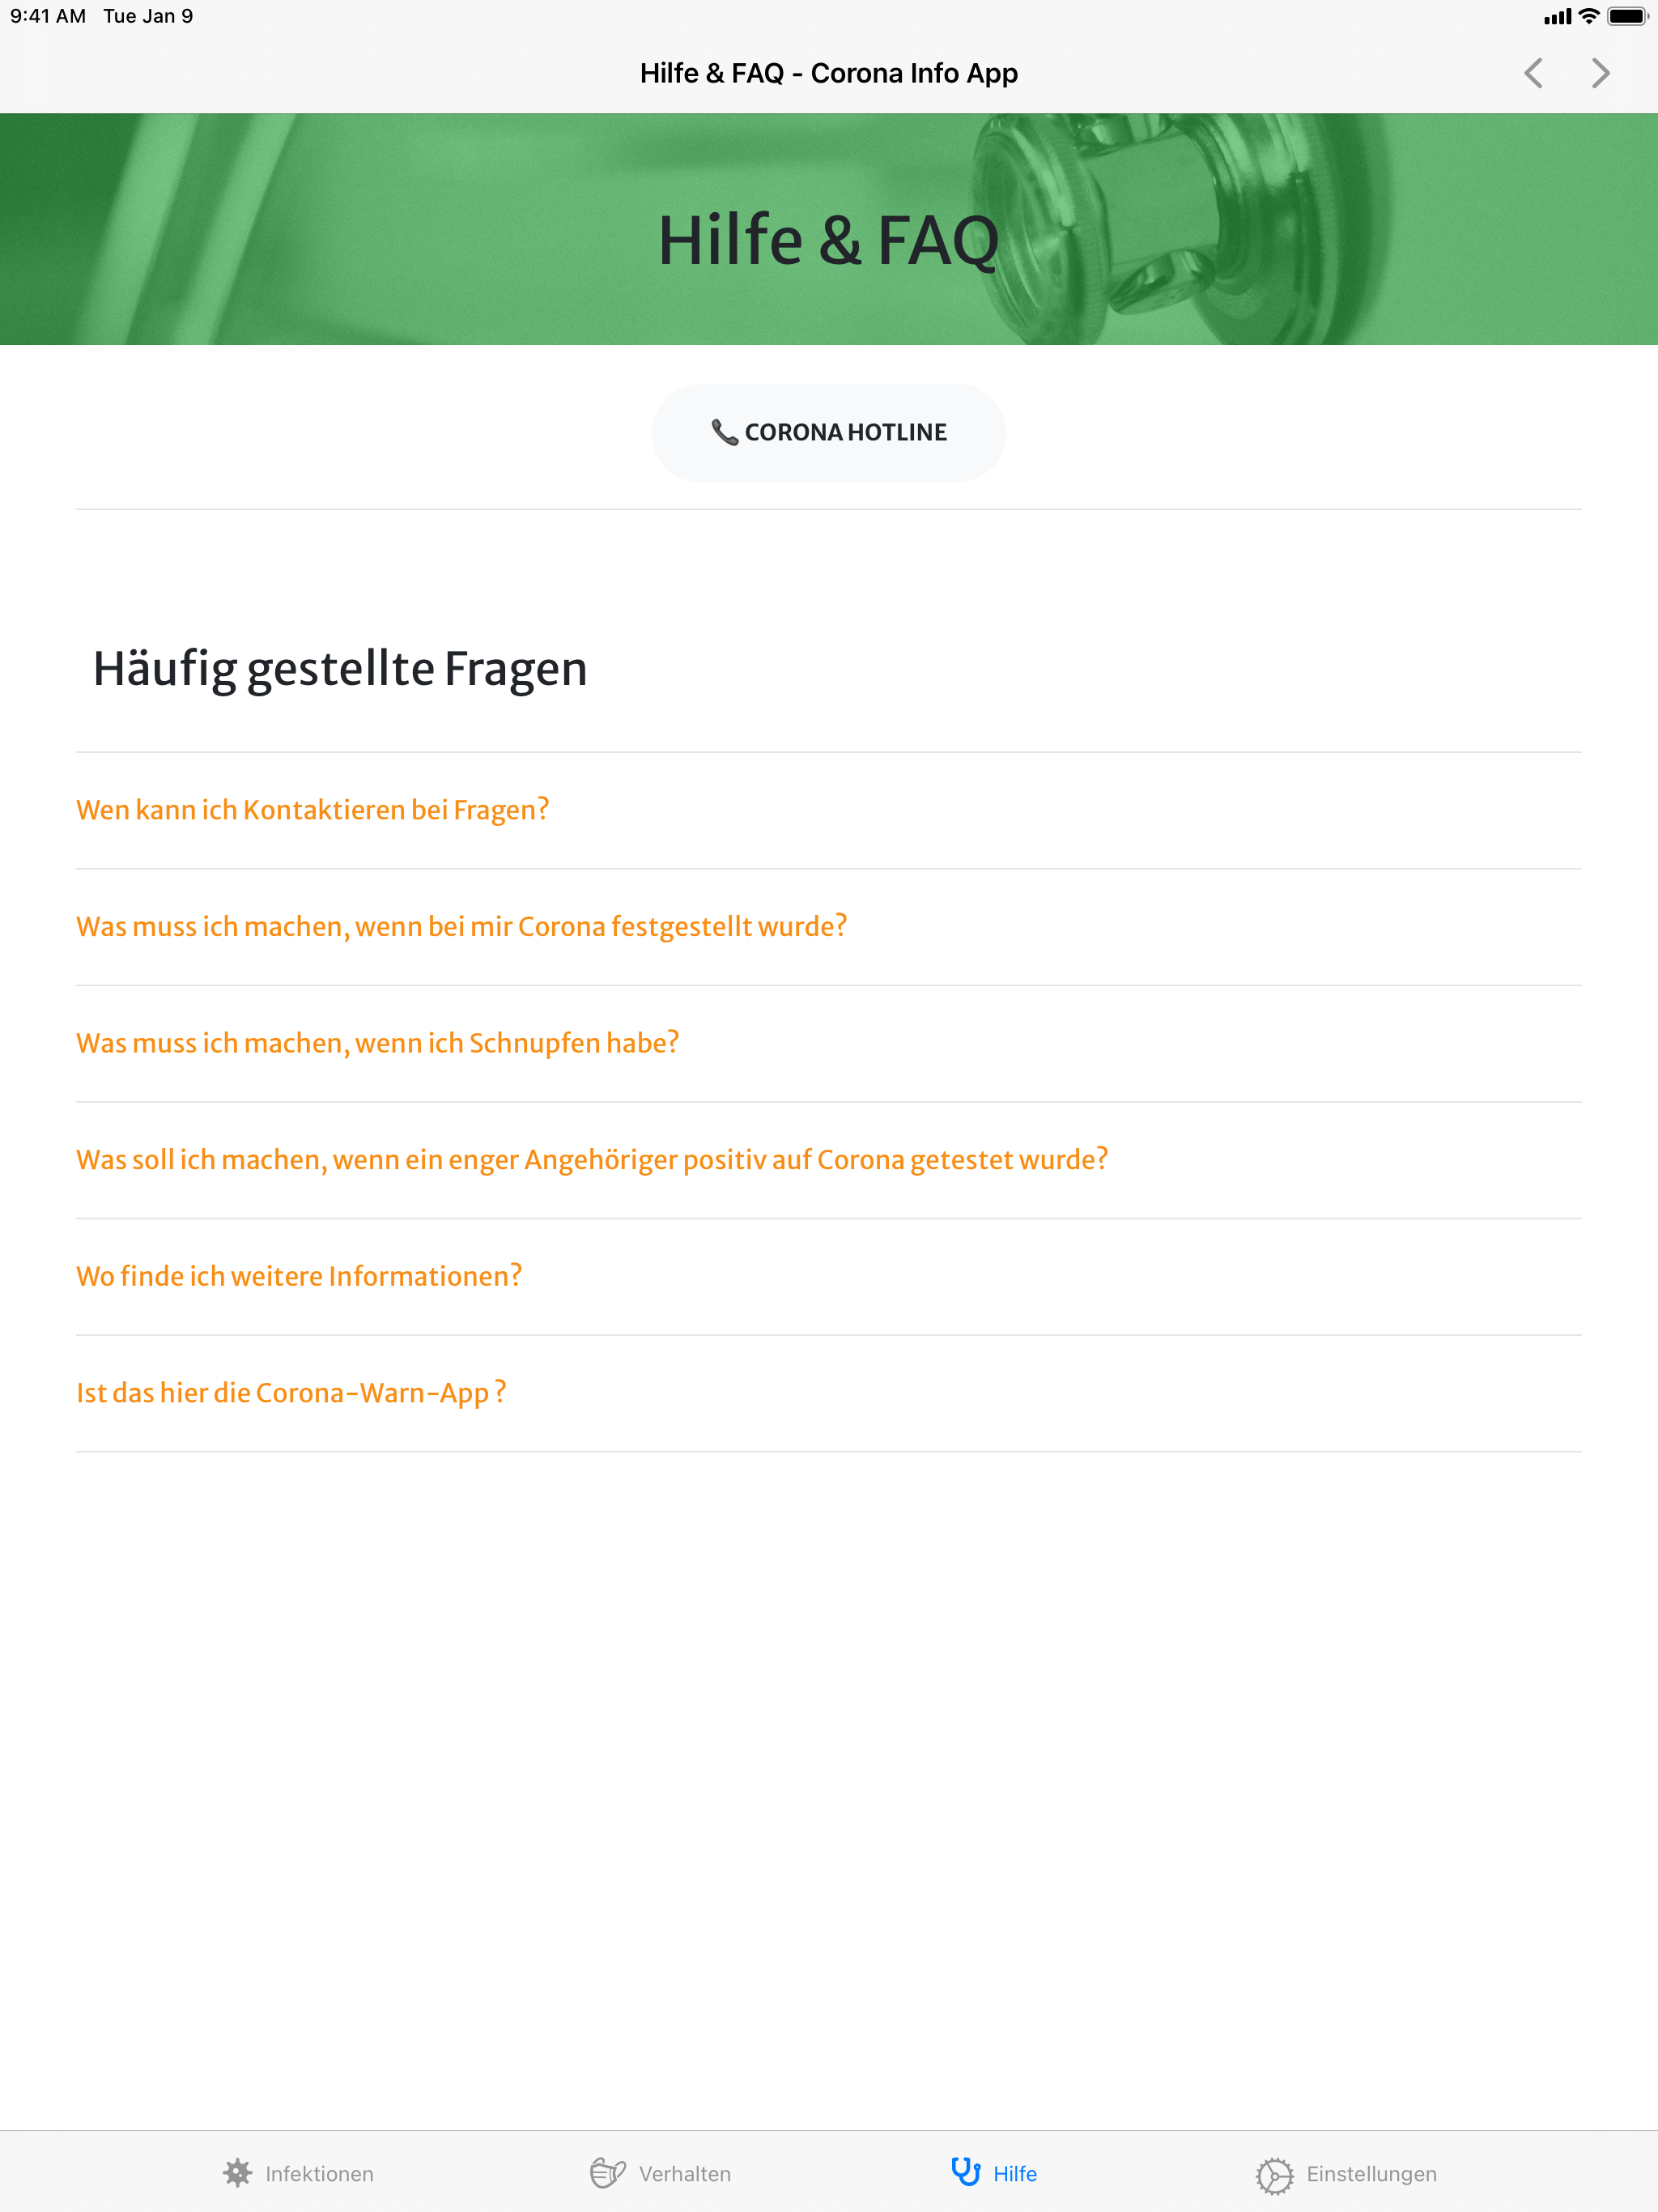 9:41 AM Tue Jan 9
Hilfe & FAQ - Corona Info App
Hilfe & FAQ
CORONA HOTLINE
Häufig gestellte Fragen
Wen kann ich Kontaktieren bei Fragen?
Was muss ich machen, wenn bei mir Corona festgestellt wurde?
Was muss ich machen, wenn ich Schnupfen habe?
Was soll ich machen, wenn ein enger Angehöriger positiv auf Corona getestet wurde?
Wo finde ich weitere Informationen?
Ist das hier die Corona-Warn-App ?
Infektionen Verhalten Hilfe Einstellungen